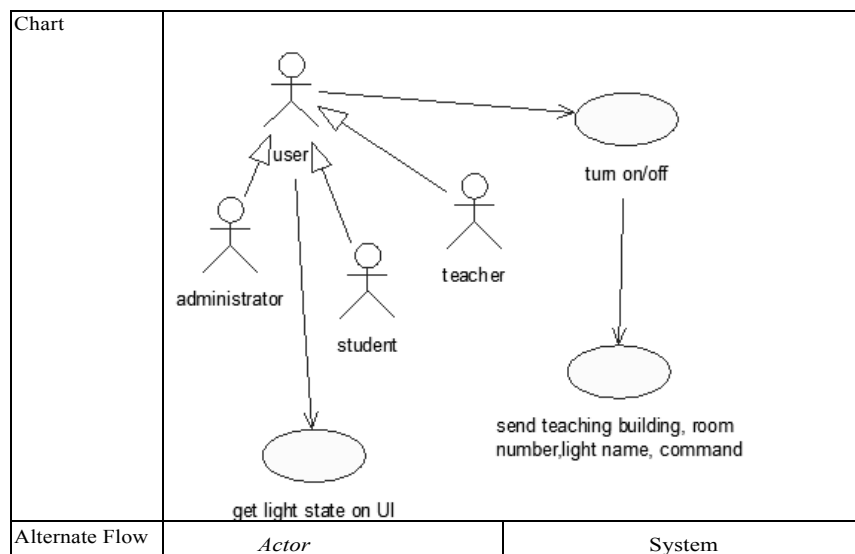 Chart
user
turn on/off
teacher
administrator
student
send teaching building, room
number,light name, command
get light state on UI
Alternate Flow
Actor
System